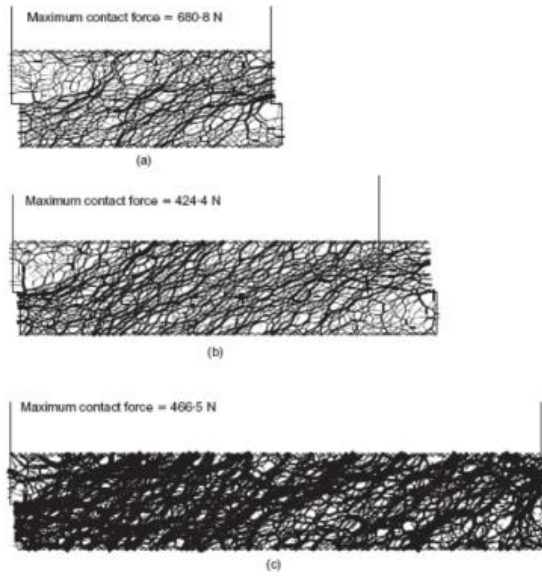 Maximum contact force = 680·8 N
(a)
Maximum contact force = 424·4 N
(b)
Maximum contact force = 466·5 N
(c)